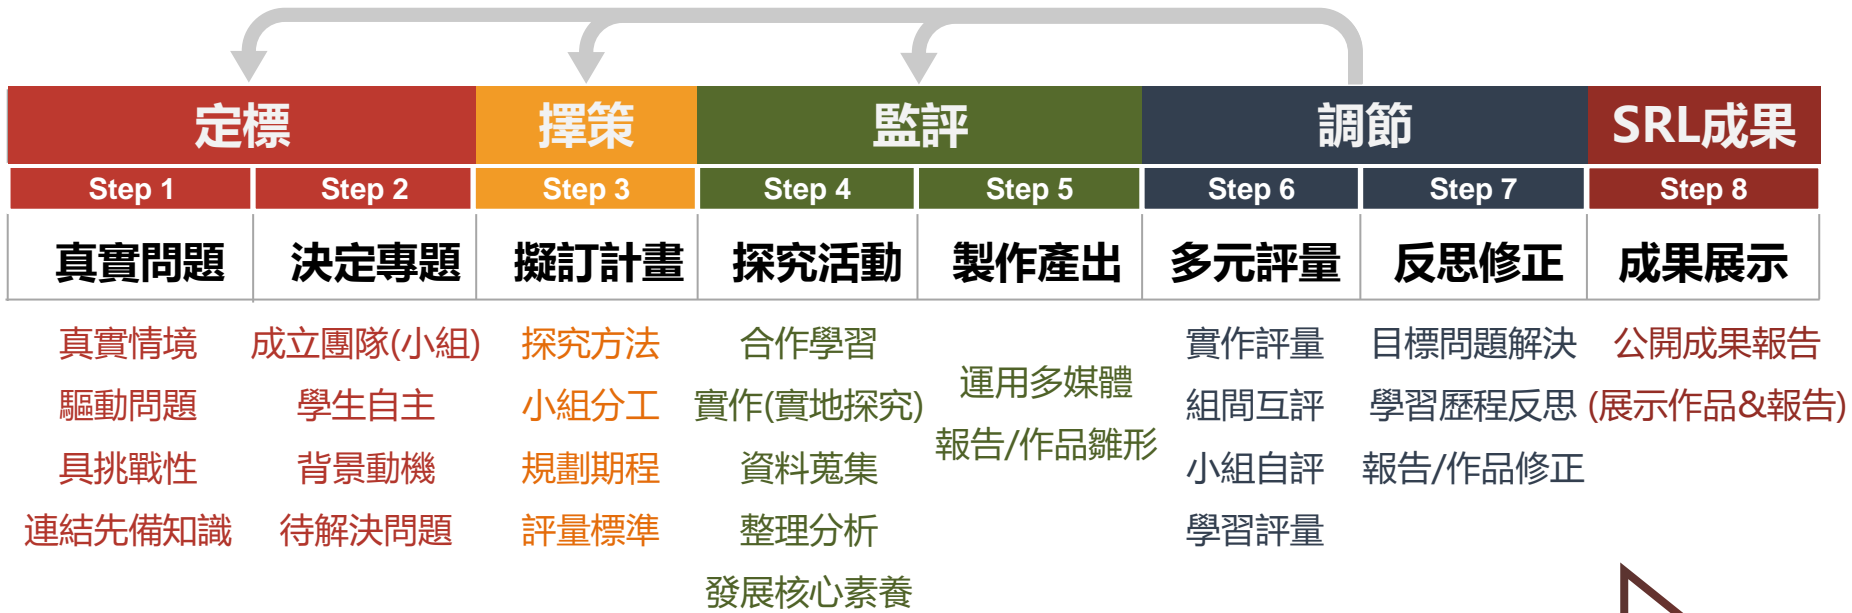 定標 擇策 監評 調節 SRL成果
Step 1 Step 2 Step 3 Step 4 Step 5 Step 6 Step 7 Step 8
真實問題 決定專題 擬訂計畫 探究活動 製作產出 多元評量 反思修正 成果展示
真實情境
驅動問題
具挑戰性
連結先備知識
成立團隊(小組)
學生自主
背景動機
待解決問題
探究方法
小組分工
規劃期程
評量標準
合作學習
實作(實地探究)
資料蒐集
整理分析
發展核心素養
運用多媒體
報告/作品雛形
實作評量
組間互評
小組自評
學習評量
目標問題解決
學習歷程反思
報告/作品修正
公開成果報告
(展示作品&報告)